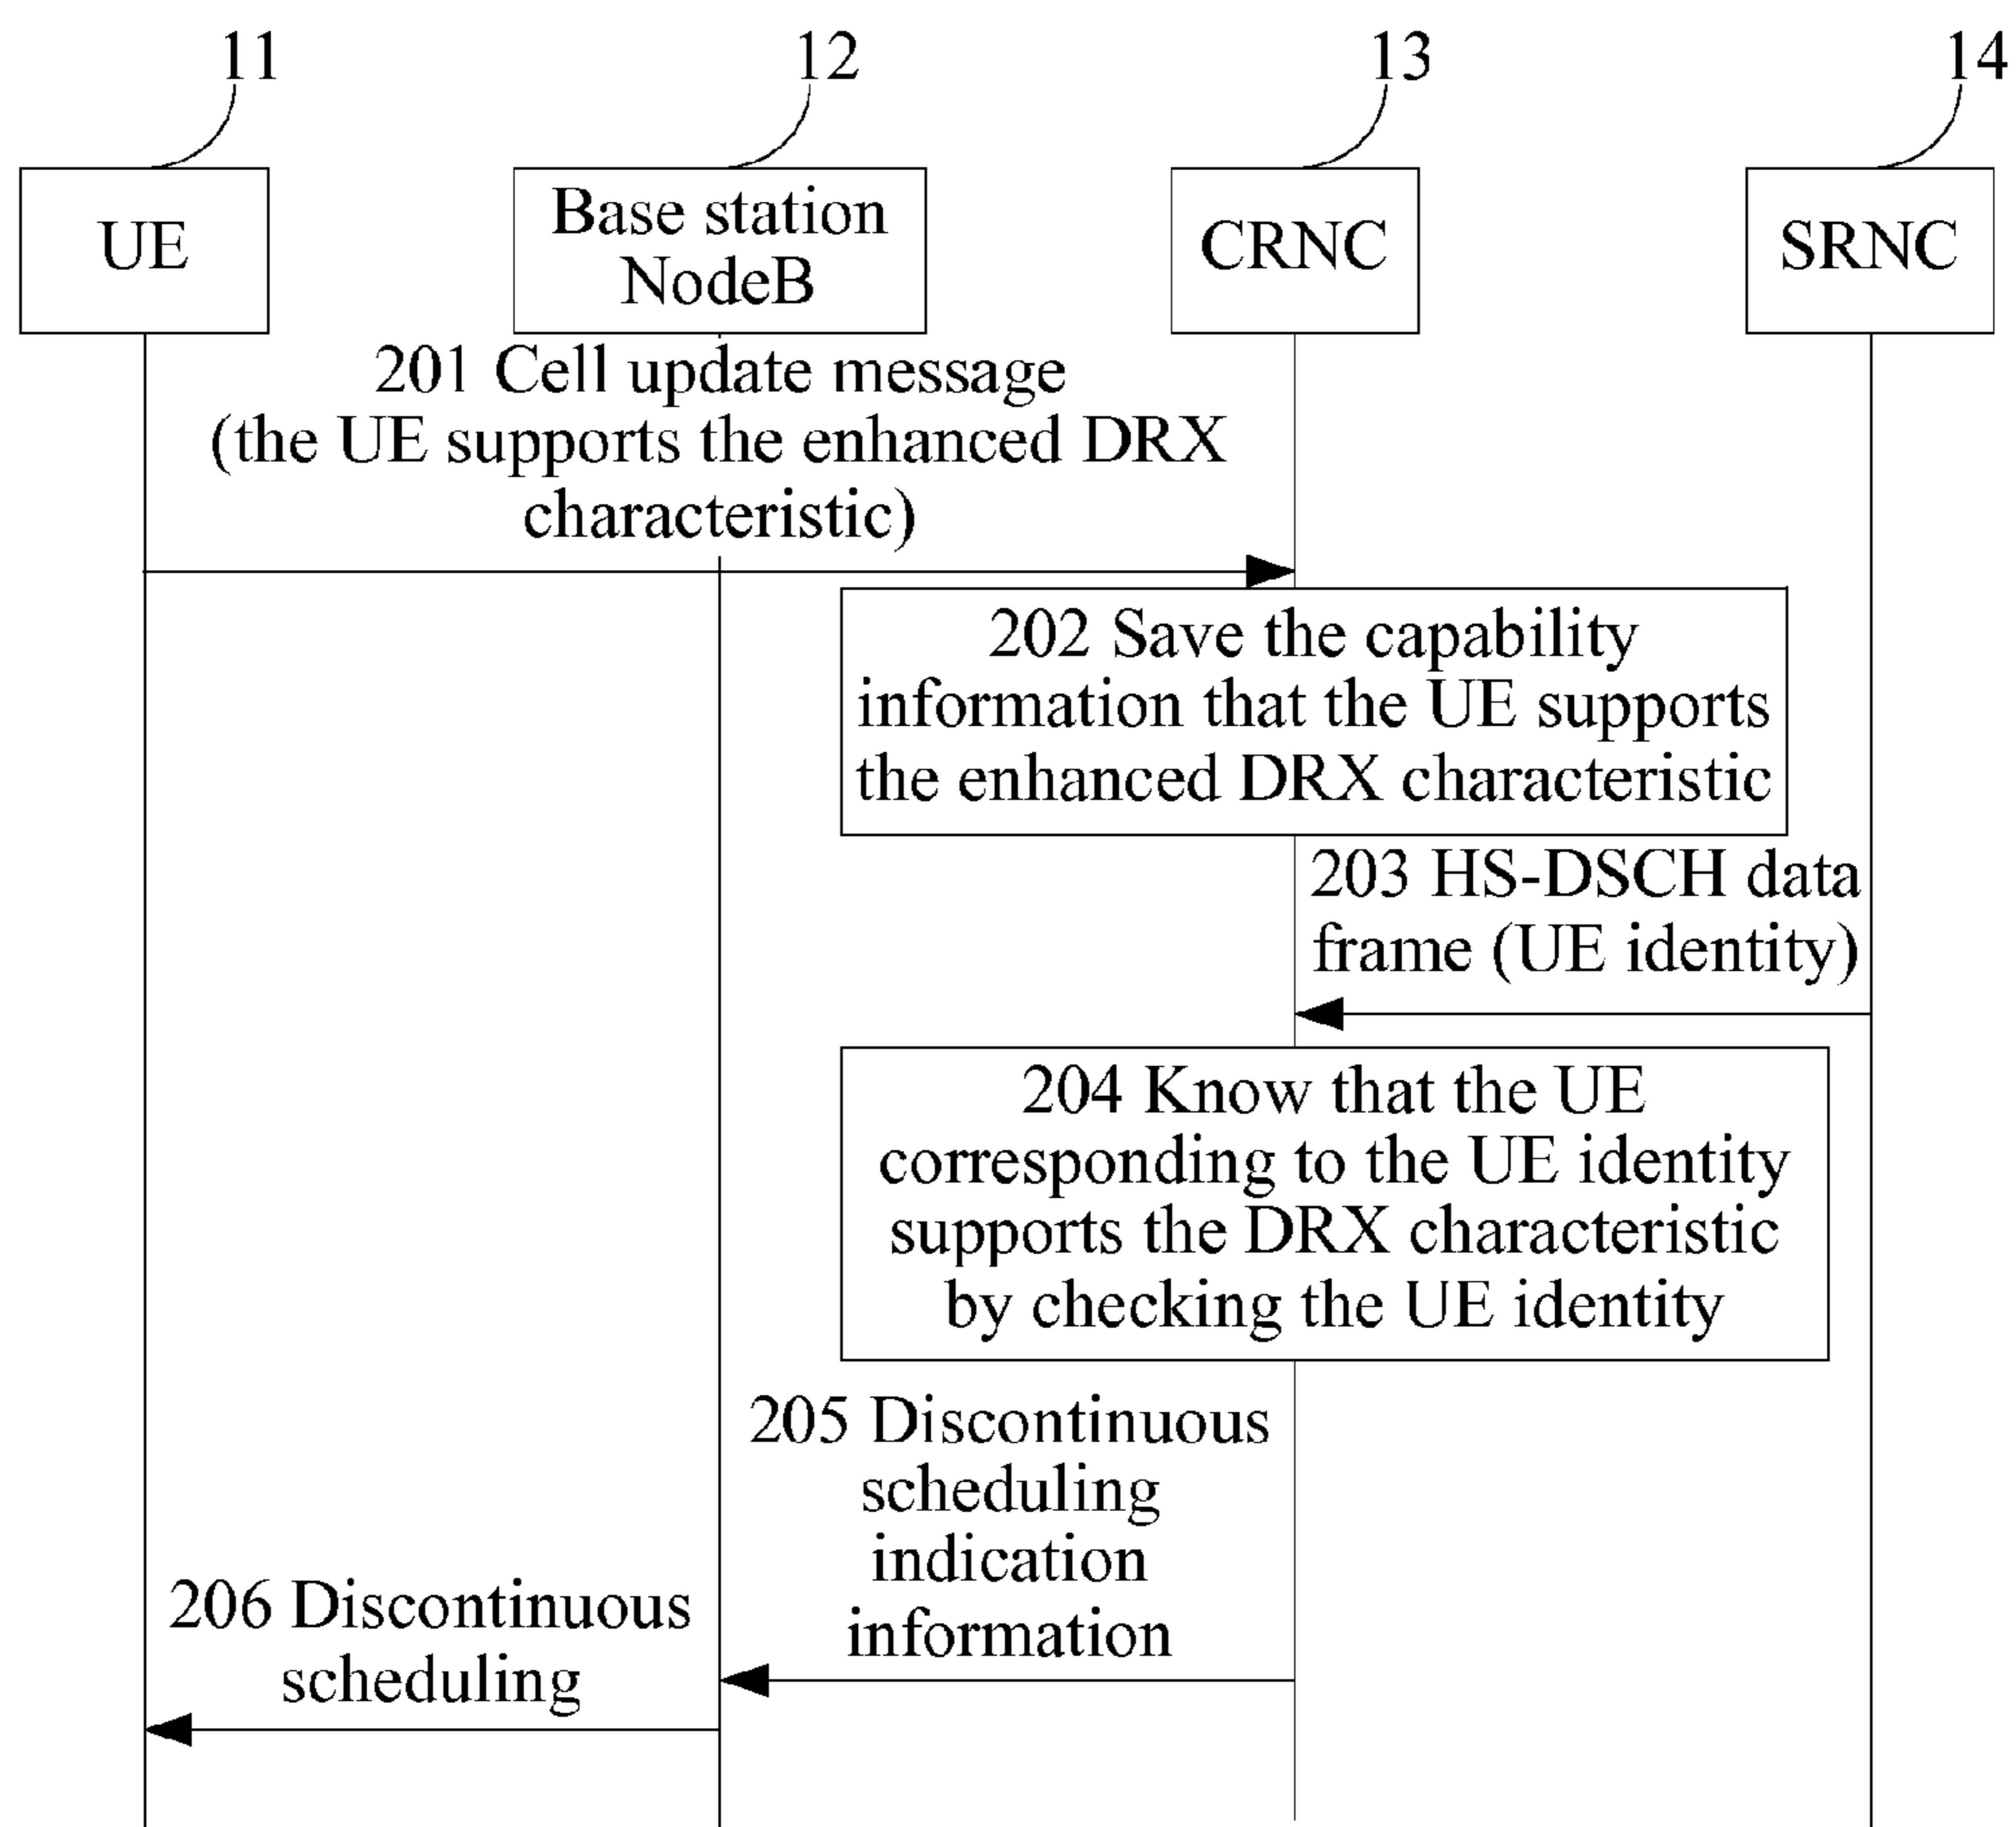 11
12
13
14
UE
Base station
NodeB
CRNC
SRNC
201 Cell update message
(the UE supports the enhanced DRX
characteristic)
202 Save the capability
information that the UE supports
the enhanced DRX characteristic
203 HS-DSCH data
frame (UE identity)
204 Know that the UE
corresponding to the UE identity
supports the DRX characteristic
by checking the UE identity
205 Discontinuous
scheduling
indication
information
206 Discontinuous
scheduling